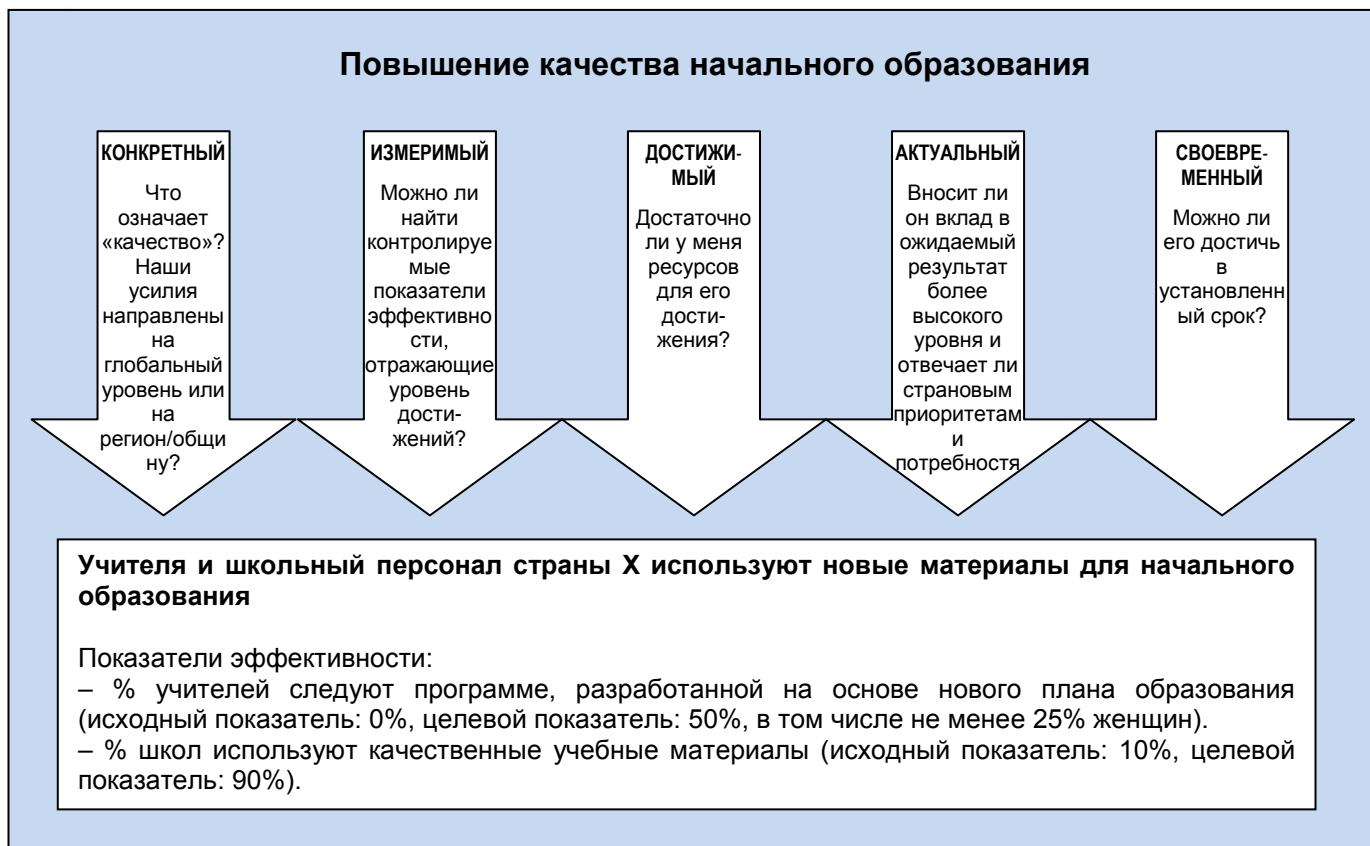 Повышение качества начального образования
КОНКРЕТНЫЙ
Что
означает
«качество»?
Наши
усилия
направлены
на
глобальный
уровень или
на
регион/общи
ну?
ИЗМЕРИМЫЙ
Можно ли
найти
контролируе
мые
показатели
эффективно
сти,
отражающие
уровень
дости-
жений?
ДОСТИЖИ-
МЫЙ
Достаточно
ли у меня
ресурсов
для его
дости-
жения?
АКТУАЛЬНЫЙ
Вносит ли
он вклад в
ожидаемый
результат
более
высокого
уровня и
отвечает ли
страновым
приоритетам
и
потребностя
СВОЕВРЕ-
МЕННЫЙ
Можно ли
его достичь
в
установленн
ый срок?
Учителя и школьный персонал страны X используют новые материалы для начального
образования
Показатели эффективности:
– % учителей следуют программе, разработанной на основе нового плана образования
(исходный показатель: 0%, целевой показатель: 50%, в том числе не менее 25% женщин).
– % школ используют качественные учебные материалы (исходный показатель: 10%, целевой
показатель: 90%).